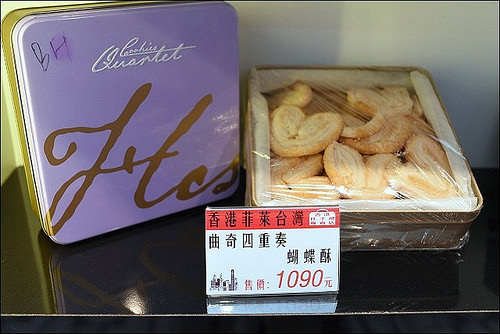 BH
Cookies
Quartet
Hcs
香港菲萊台灣
曲奇四重奏
蝴蝶酥
售價: 1090元